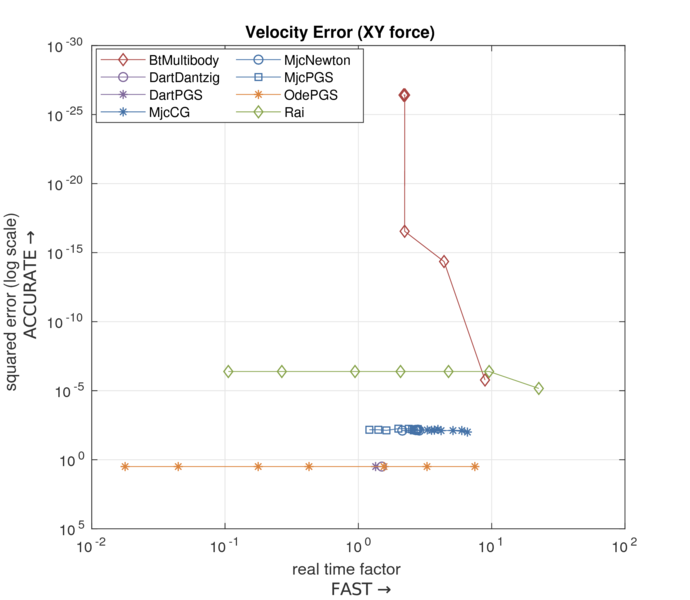 Velocity Error (XY force)
BtMultibody
DartDantzig
DartPGS
MjcCG
MjcNewton
MjcPGS
OdePGS
Rai
10^-30
10^-25
10^-20
10^-15
10^-10
10^-5
10^0
10^5
squared error (log scale)
ACCURATE →
10^-2
10^-1
10^0
10^1
10^2
real time factor
FAST →